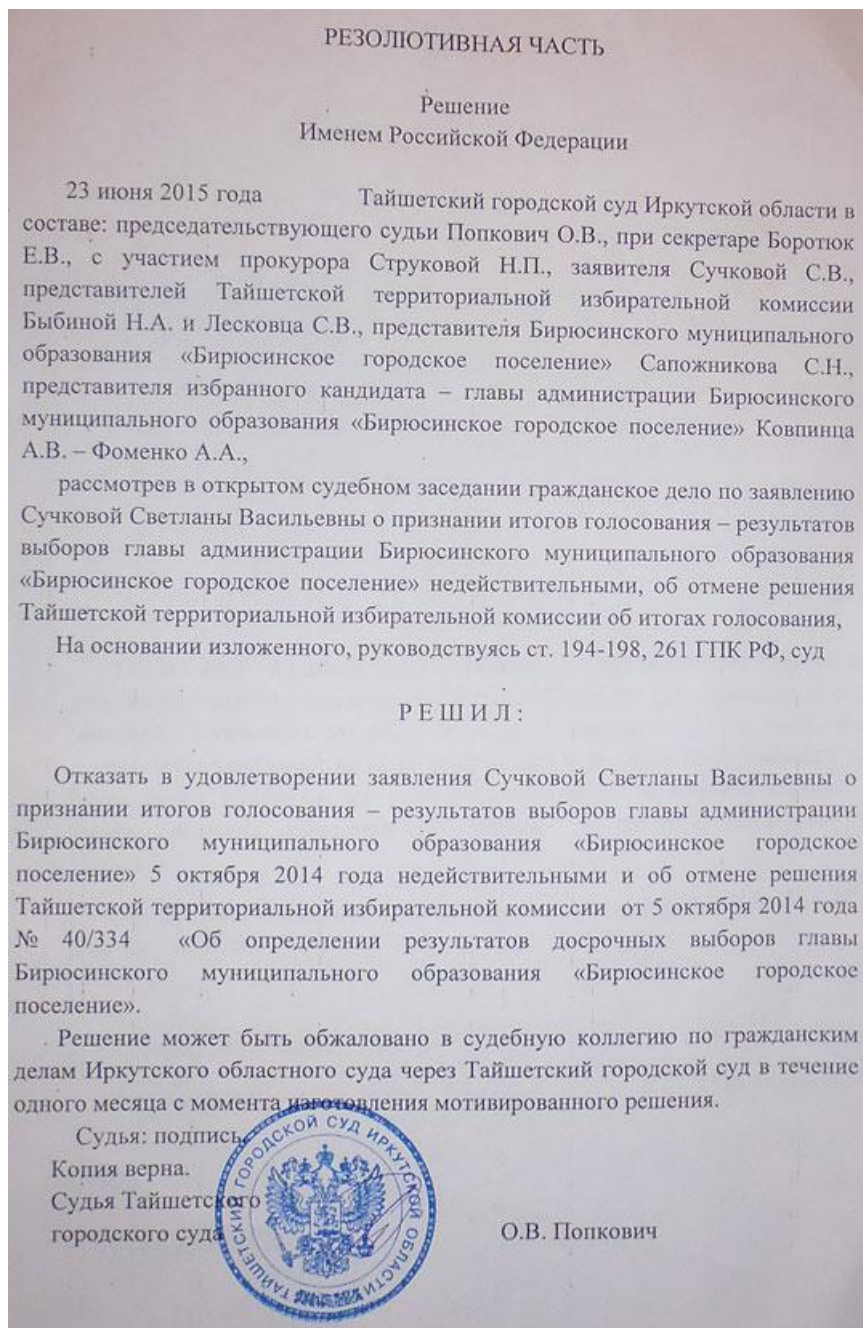 РЕЗОЛЮТИВНАЯ ЧАСТЬ
Решение
Именем Российской Федерации
23 июня 2015 года Тайшетский городской суд Иркутской области в
составе: председательствующего судьи Попкович О.В., при секретаре Боротюк
Е.В., с участием прокурора Струковой Н.П., заявителя Сучковой С.В.,
представителей Тайшетской территориальной избирательной комиссии
Быбиной Н.А. и Лесковца С.В., представителя Бирюсинского муниципального
образования «Бирюсинское городское поселение» Сапожникова С.Н.,
представителя избранного кандидата – главы администрации Бирюсинского
муниципального образования «Бирюсинское городское поселение» Ковпинца
А.В. – Фоменко А.А.,
рассмотрев в открытом судебном заседании гражданское дело по заявлению
Сучковой Светланы Васильевны о признании итогов голосования – результатов
выборов главы администрации Бирюсинского муниципального образования
«Бирюсинское городское поселение» недействительными, об отмене решения
Тайшетской территориальной избирательной комиссии об итогах голосования,
На основании изложенного, руководствуясь ст. 194-198, 261 ГПК РФ, суд
Р Е Ш И Л :
Отказать в удовлетворении заявления Сучковой Светланы Васильевны о
признании итогов голосования – результатов выборов главы администрации
Бирюсинского муниципального образования «Бирюсинское городское
поселение» 5 октября 2014 года недействительными и об отмене решения
Тайшетской территориальной избирательной комиссии от 5 октября 2014 года
№ 40/334 «Об определении результатов досрочных выборов главы
Бирюсинского муниципального образования «Бирюсинское городское
поселение».
Решение может быть обжаловано в судебную коллегию по гражданским
делам Иркутского областного суда через Тайшетский городской суд в течение
одного месяца с момента изготовления мотивированного решения.
Судья: подпись
Копия верна.
Судья Тайшетского
городского суда О.В. Попкович
ТАЙШЕТСКИЙ ГОРОДСКОЙ СУД ИРКУТСКОЙ ОБЛАСТИ